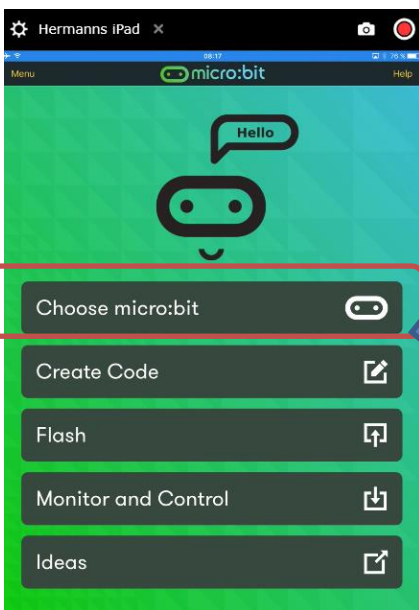 Hermanns iPad
08:17
76 %
Menu
micro:bit
Help
Hello
Choose micro:bit
Create Code
Flash
Monitor and Control
Ideas